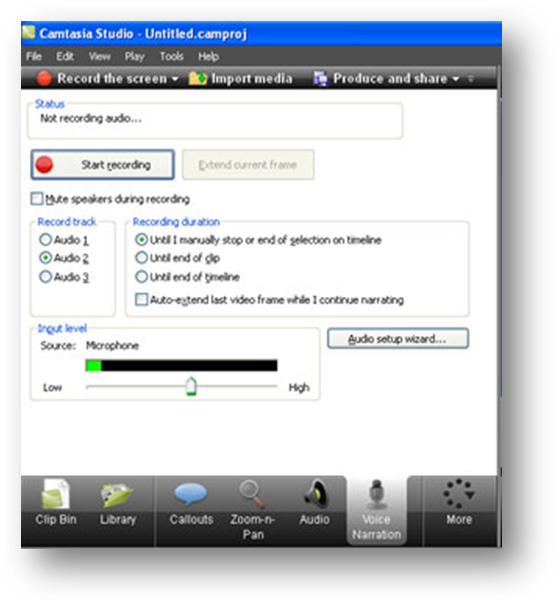 Camtasia Studio - Untitled.camproj
File Edit View Play Tools Help
Record the screen Import media Produce and share
Status
Not recording audio...
Start recording Extend current frame
Mute speakers during recording
Record track Recording duration
Audio 1 Until I manually stop or end of selection on timeline
Audio 2 Until end of clip
Audio 3 Until end of timeline
Auto-extend last video frame while I continue narrating
Input level
Source: Microphone Audio setup wizard...
Low High
Clip Bin Library Callouts Zoom-n-Pan Audio Voice Narration More